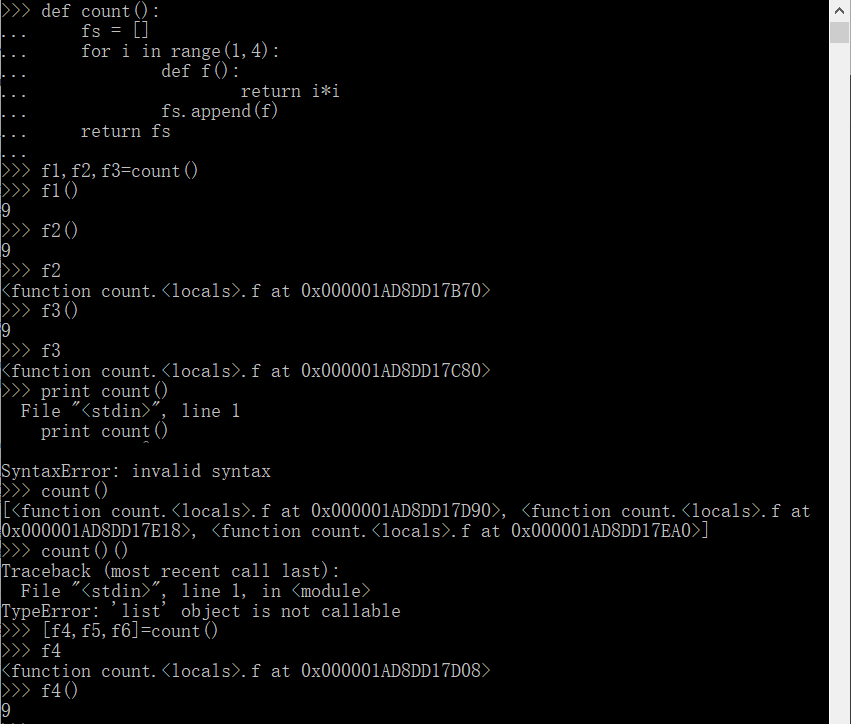 >>> def count():
...     fs = []
...     for i in range(1,4):
...             def f():
...                     return i*i
...             fs.append(f)
...     return fs
...
>>> f1,f2,f3=count()
>>> f1()
9
>>> f2()
9
>>> f2
<function count.<locals>.f at 0x000001AD8DD17B70>
>>> f3()
9
>>> f3
<function count.<locals>.f at 0x000001AD8DD17C80>
>>> print count()
  File "<stdin>", line 1
    print count()
              ^
SyntaxError: invalid syntax
>>> count()
[<function count.<locals>.f at 0x000001AD8DD17D90>, <function count.<locals>.f at
0x000001AD8DD17E18>, <function count.<locals>.f at 0x000001AD8DD17EA0>]
>>> count()()
Traceback (most recent call last):
  File "<stdin>", line 1, in <module>
TypeError: 'list' object is not callable
>>> [f4,f5,f6]=count()
>>> f4
<function count.<locals>.f at 0x000001AD8DD17D08>
>>> f4()
9